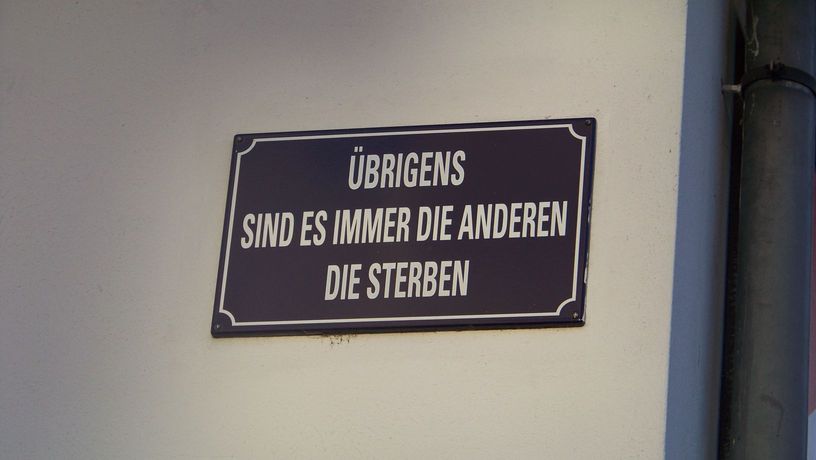 ÜBRIGENS
SIND ES IMMER DIE ANDEREN
DIE STERBEN